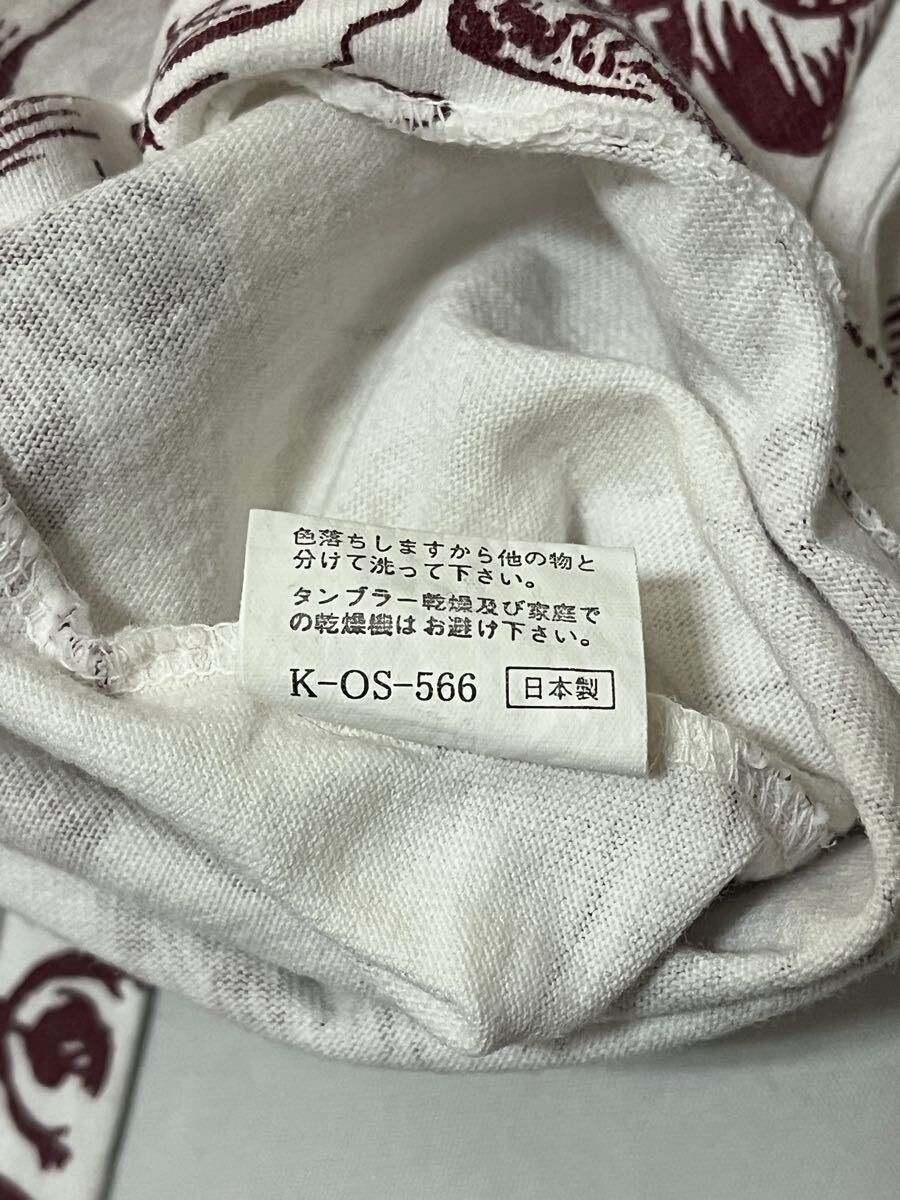 色落ちしますから他の物と
分けて洗って下さい。
タンブラー乾燥及び家庭で
の乾燥機はお避け下さい。
K-OS-566 日本製